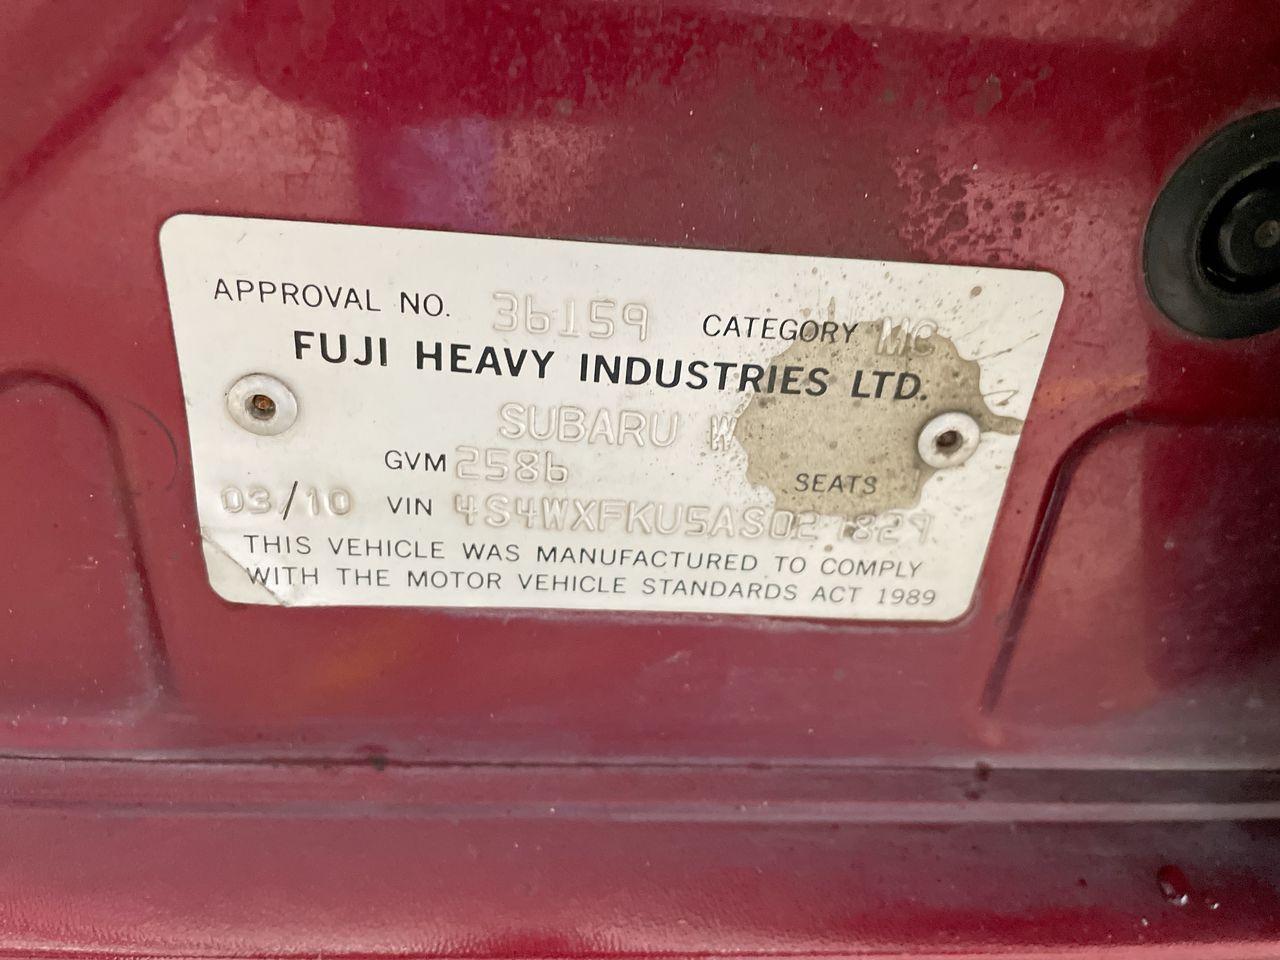 APPROVAL NO. 36159 CATEGORY MC
FUJI HEAVY INDUSTRIES LTD.
SUBARU
GVM 2586 SEATS
03/10 VIN
THIS VEHICLE WAS MANUFACTURED TO COMPLY
WITH THE MOTOR VEHICLE STANDARDS ACT 1989